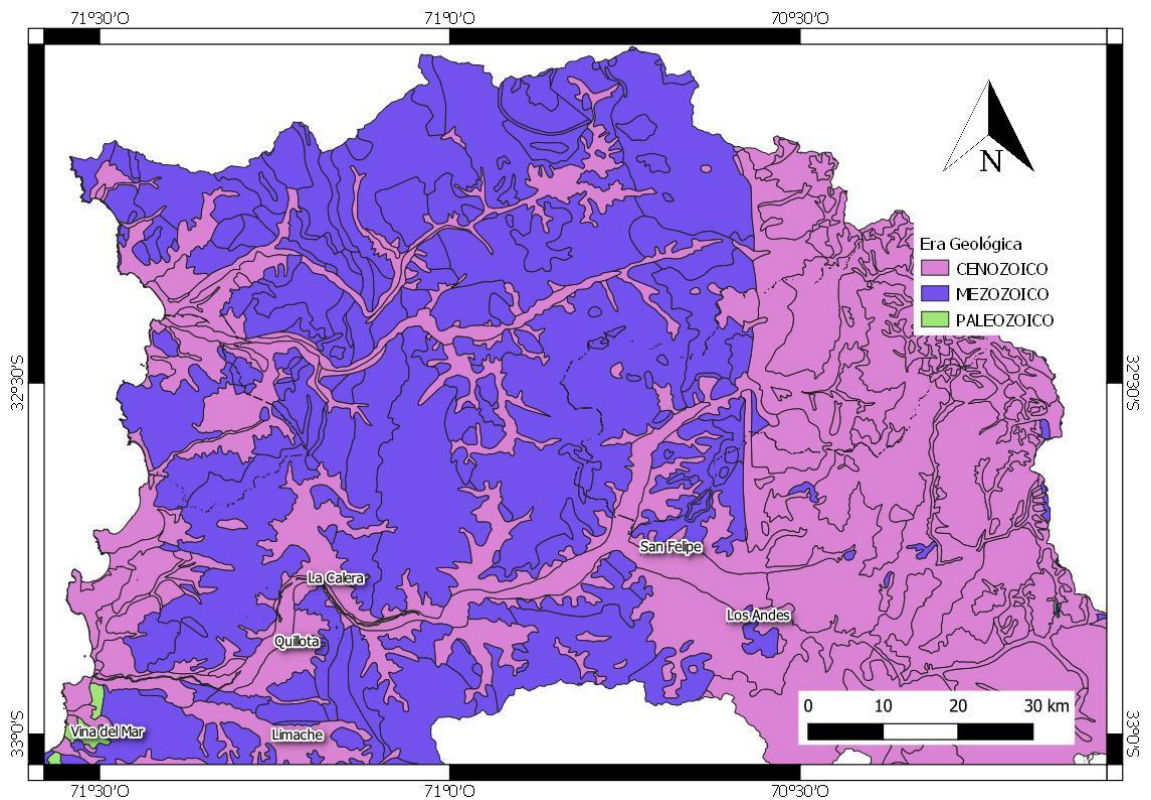 71°30'O
71°0'O
70°30'O
N
Era Geológica
CENOZOICO
MEZOZOICO
PALEOZOICO
32°30'S
32°30'S
San Felipe
La Calera
Los Andes
Quillota
0 10 20 30 km
Vina del Mar
Limache
33°0'S
33°0'S
71°30'O
71°0'O
70°30'O